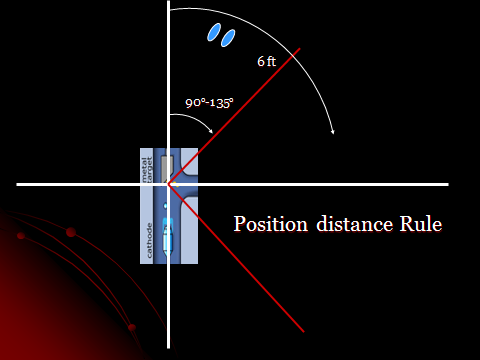 6 ft
90°-135°
metal
target
cathode
Position distance Rule